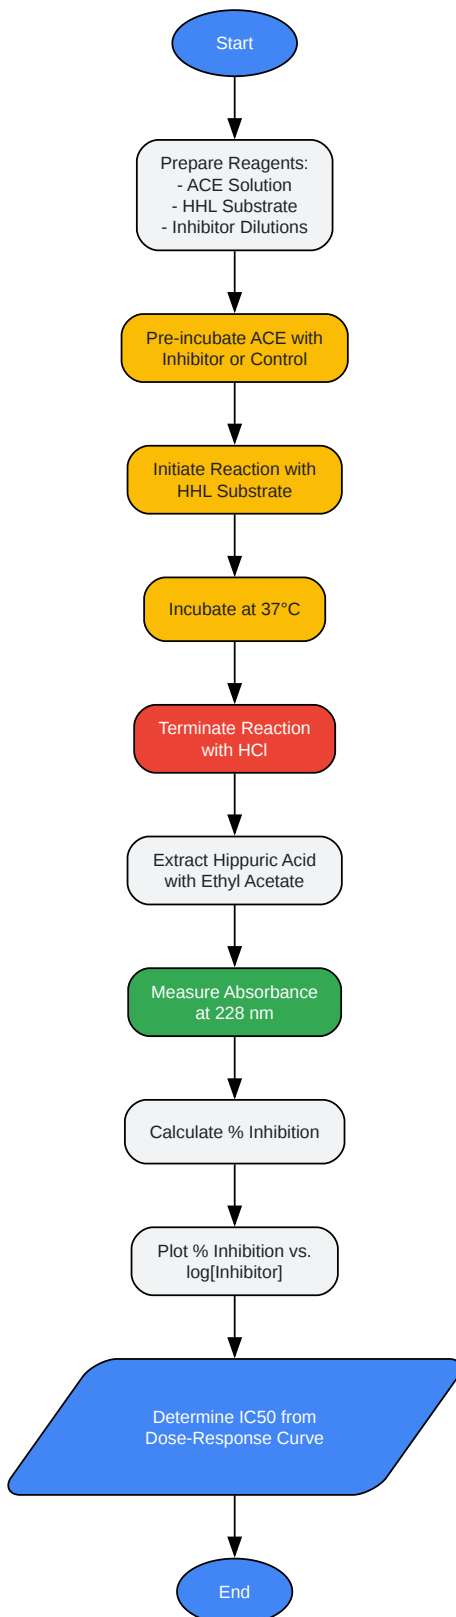 Start
Prepare Reagents:
- ACE Solution
- HHL Substrate
- Inhibitor Dilutions
Pre-incubate ACE with
Inhibitor or Control
Initiate Reaction with
HHL Substrate
Incubate at 37°C
Terminate Reaction
with HCl
Extract Hippuric Acid
with Ethyl Acetate
Measure Absorbance
at 228 nm
Calculate % Inhibition
Plot % Inhibition vs.
log[Inhibitor]
Determine IC50 from
Dose-Response Curve
End